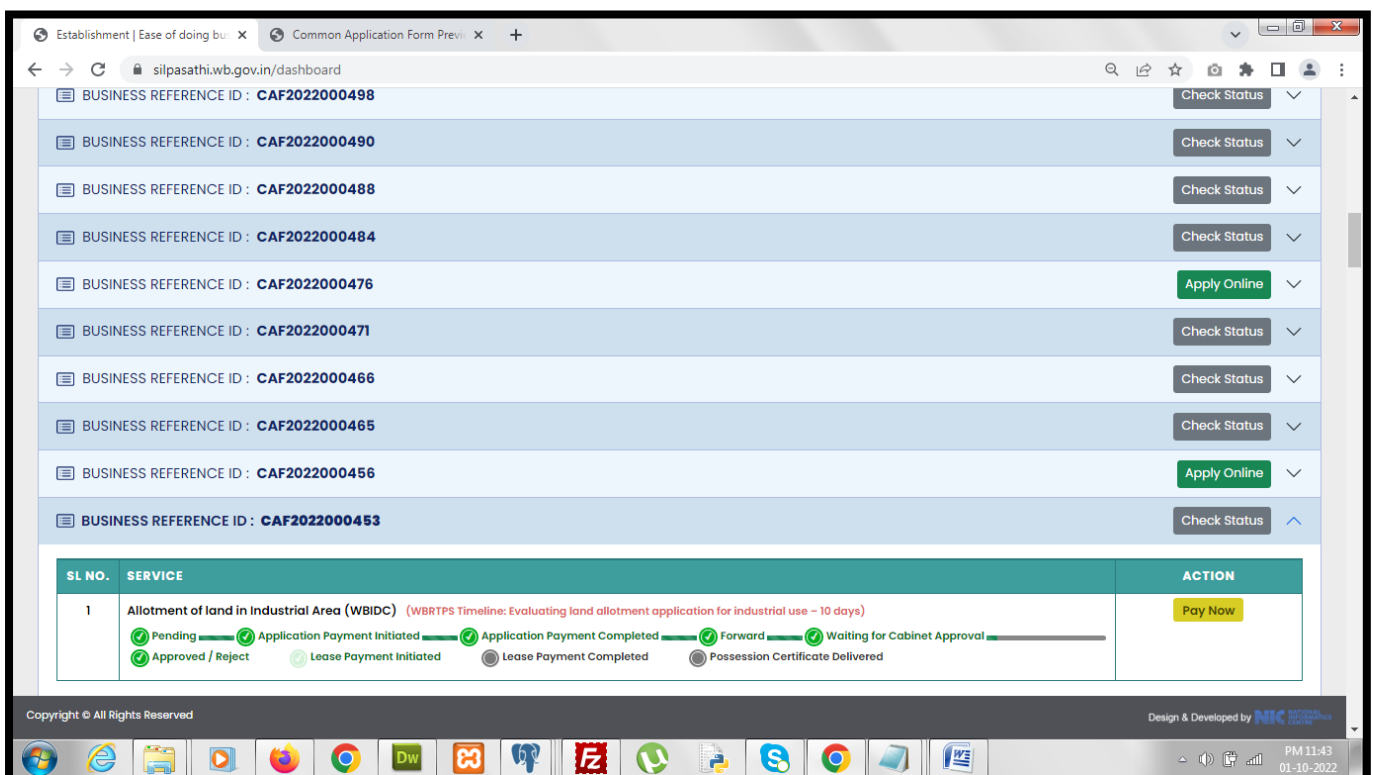 Establishment | Ease of doing bu
Common Application Form Previ
silpasathi.wb.gov.in/dashboard
BUSINESS REFERENCE ID : CAF2022000498 Check Status
BUSINESS REFERENCE ID : CAF2022000490 Check Status
BUSINESS REFERENCE ID : CAF2022000488 Check Status
BUSINESS REFERENCE ID : CAF2022000484 Check Status
BUSINESS REFERENCE ID : CAF2022000476 Apply Online
BUSINESS REFERENCE ID : CAF2022000471 Check Status
BUSINESS REFERENCE ID : CAF2022000466 Check Status
BUSINESS REFERENCE ID : CAF2022000465 Check Status
BUSINESS REFERENCE ID : CAF2022000456 Apply Online
BUSINESS REFERENCE ID : CAF2022000453 Check Status
SL NO. SERVICE ACTION
1 Allotment of land in Industrial Area (WBIDC) (WBRTPS Timeline: Evaluating land allotment application for industrial use – 10 days) Pay Now
Pending Application Payment Initiated Application Payment Completed Forward Waiting for Cabinet Approval
Approved / Reject Lease Payment Initiated Lease Payment Completed Possession Certificate Delivered
Copyright © All Rights Reserved Design & Developed by NIC NATIONAL INFORMATICS CENTRE
Dw
PM 11:43
01-10-2022